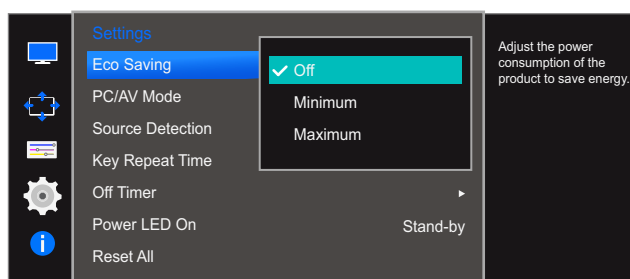 Settings
Eco Saving
Off
PC/AV Mode
Minimum
Source Detection
Maximum
Key Repeat Time
Off Timer
Power LED On Stand-by
Reset All
Adjust the power
consumption of the
product to save energy.